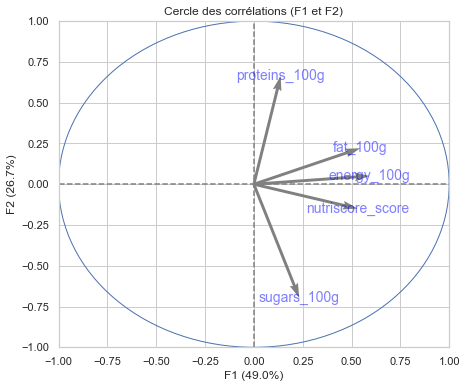 Cercle des corrélations (F1 et F2)
1.00
0.75
proteins_100g
0.50
0.25
fat_100g
energy_100g
0.00
nutriscore_score
−0.25
−0.50
sugars_100g
−0.75
−1.00
F2 (26.7%)
−1.00 −0.75 −0.50 −0.25 0.00 0.25 0.50 0.75 1.00
F1 (49.0%)